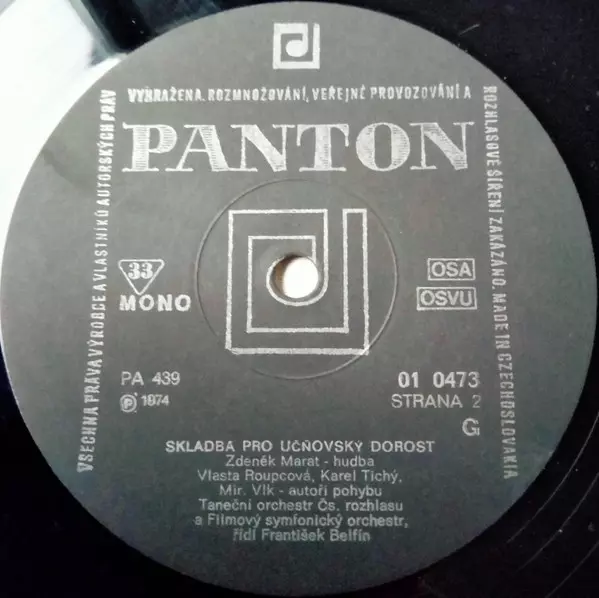 VŠECHNA PRÁVA VÝROBCE A VLASTNÍKŮ AUTORSKÝCH PRÁV
VYHRAŽENA. ROZMNOŽOVÁNÍ, VEŘEJNÉ PROVOZOVÁNÍ A
ROZHLASOVÉ ŠÍŘENÍ ZAKÁZÁNO. MADE IN CZECHOSLOVAKIA
PANTON
33
MONO
OSA
OSVU
PA 439
01 0473
Ⓟ 1974
STRANA 2
G
SKLADBA PRO UČŇOVSKÝ DOROST
Zdeněk Marat - hudba
Vlasta Roupcová, Karel Tichý,
Mir. Vlk - autoři pohybu
Taneční orchestr Čs. rozhlasu
a Filmový symfonický orchestr,
řídí František Belfín